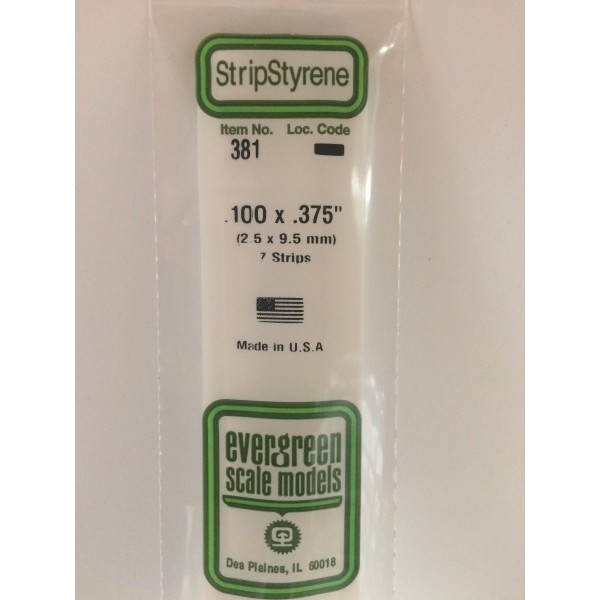 StripStyrene
Item No. Loc. Code
381
.100 x .375"
(2.5 x 9.5 mm)
7 Strips
Made in U.S.A
evergreen
scale models
Des Plaines, IL 60018